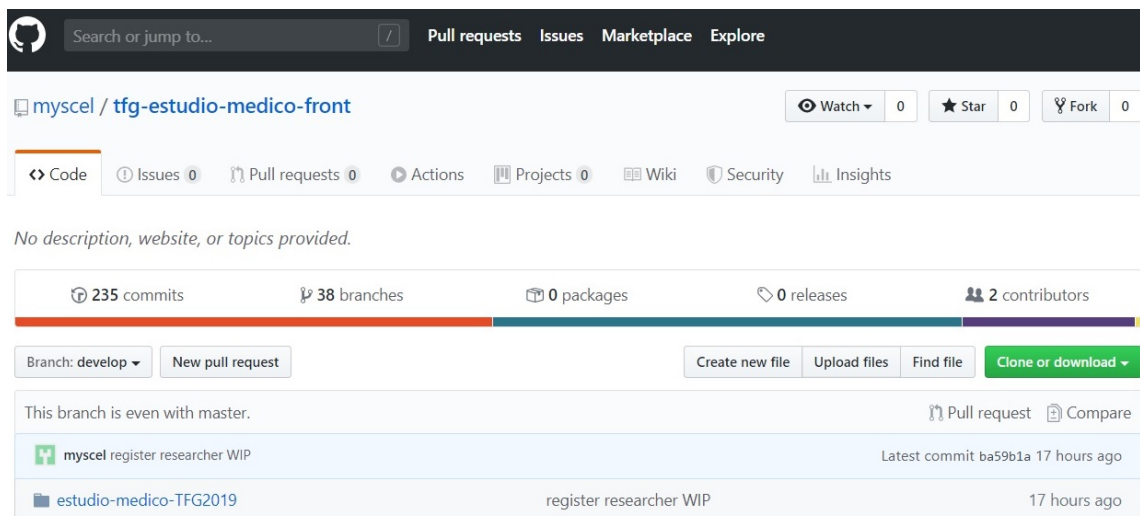 Search or jump to... / Pull requests Issues Marketplace Explore
myscel / tfg-estudio-medico-front Watch 0 Star 0 Fork 0
Code Issues 0 Pull requests 0 Actions Projects 0 Wiki Security Insights
No description, website, or topics provided.
235 commits 38 branches 0 packages 0 releases 2 contributors
Branch: develop New pull request Create new file Upload files Find file Clone or download
This branch is even with master. Pull request Compare
myscel register researcher WIP Latest commit ba59b1a 17 hours ago
estudio-medico-TFG2019 register researcher WIP 17 hours ago